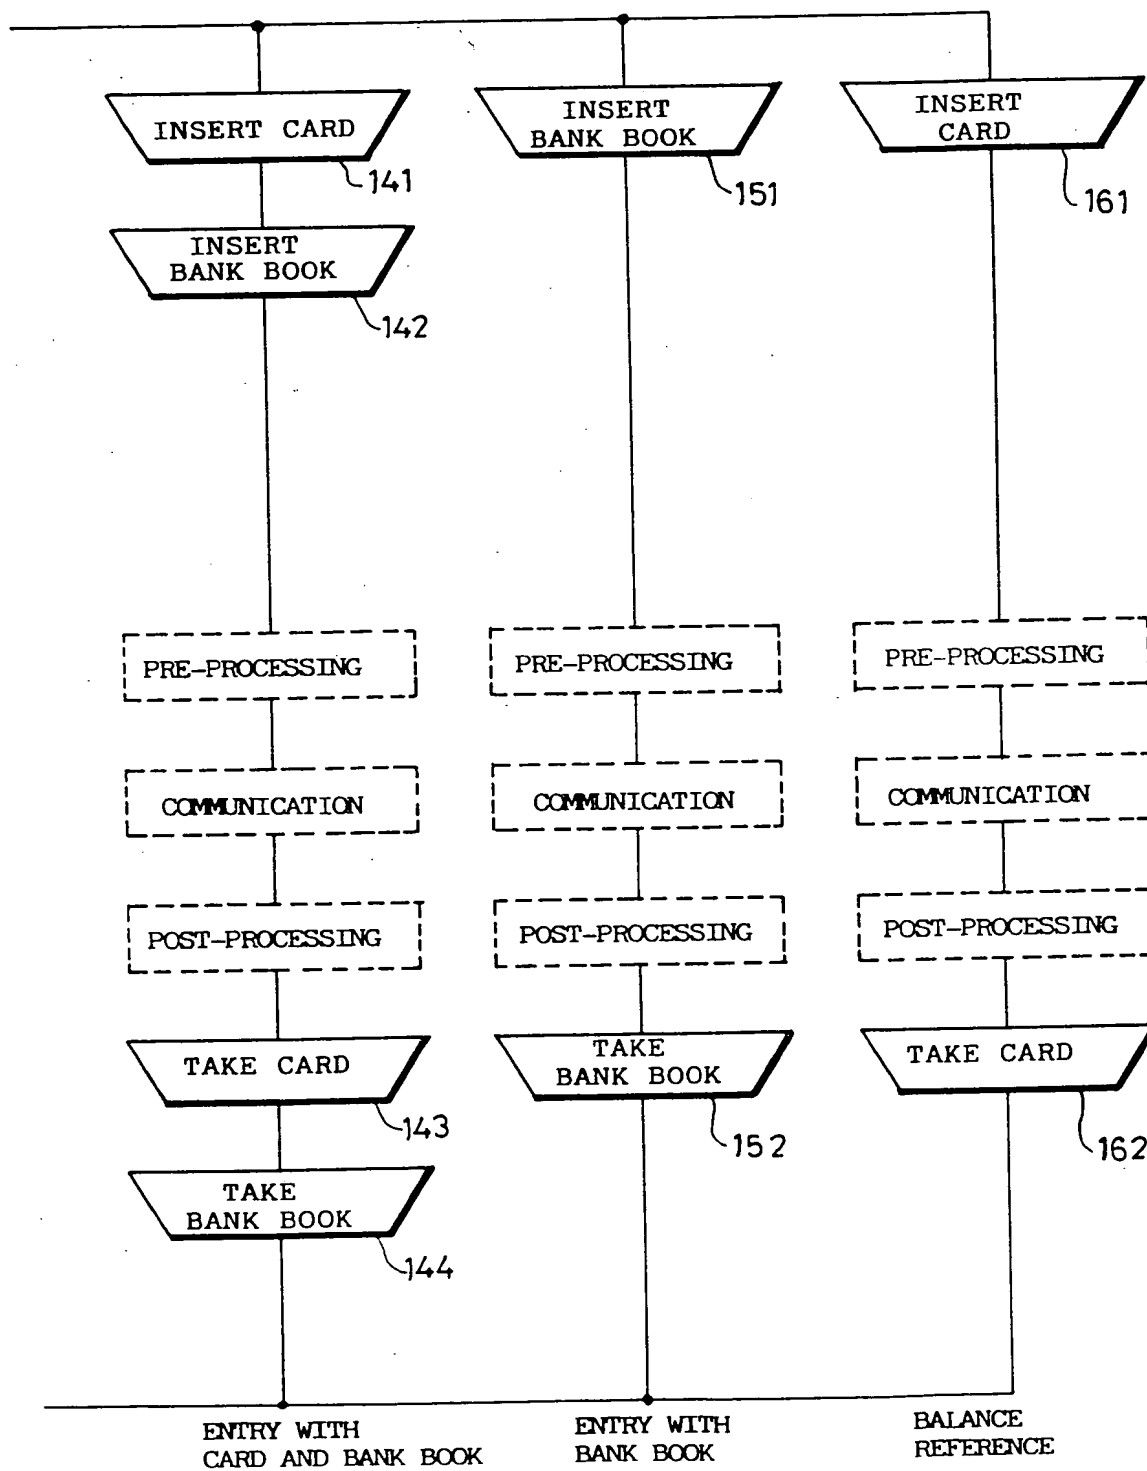 INSERT CARD
141
INSERT
BANK BOOK
142
PRE-PROCESSING
COMMUNICATION
POST-PROCESSING
TAKE CARD
143
TAKE
BANK BOOK
144
ENTRY WITH
CARD AND BANK BOOK
INSERT
BANK BOOK
151
PRE-PROCESSING
COMMUNICATION
POST-PROCESSING
TAKE
BANK BOOK
152
ENTRY WITH
BANK BOOK
INSERT
CARD
161
PRE-PROCESSING
COMMUNICATION
POST-PROCESSING
TAKE CARD
162
BALANCE
REFERENCE